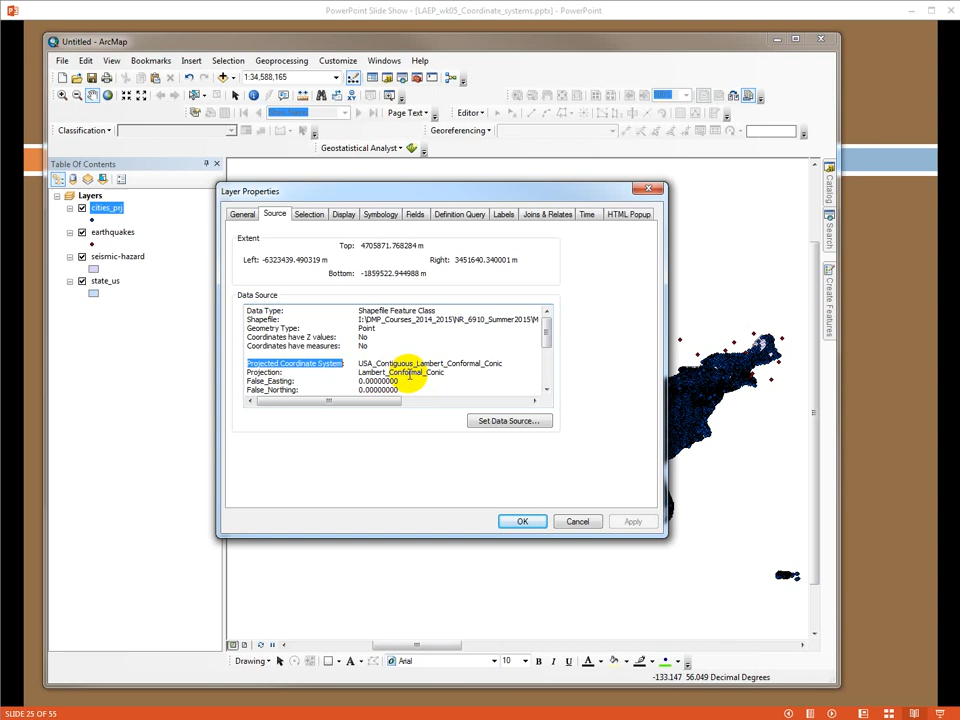 PowerPoint Slide Show - [LAEP_wk05_Coordinate_systems.pptx] - PowerPoint
Untitled - ArcMap
File Edit View Bookmarks Insert Selection Geoprocessing Customize Windows Help
1:34,588,165
Page Text
Editor
Classification
Georeferencing
Geostatistical Analyst
Table Of Contents
Layers
cities_prj
earthquakes
seismic-hazard
state_us
Catalog
Search
Create Features
Layer Properties
General Source Selection Display Symbology Fields Definition Query Labels Joins & Relates Time HTML Popup
Extent
Top: 4705871.768284 m
Left: -6323439.490319 m Right: 3451640.340001 m
Bottom: -1859522.944988 m
Data Source
Data Type: Shapefile Feature Class
Shapefile: I:\DMP_Courses_2014_2015\NR_6910_Summer2015\M
Geometry Type: Point
Coordinates have Z values: No
Coordinates have measures: No
Projected Coordinate System: USA_Contiguous_Lambert_Conformal_Conic
Projection: Lambert_Conformal_Conic
False_Easting: 0.00000000
False_Northing: 0.00000000
Set Data Source...
OK Cancel Apply
Drawing Arial 10 B I U A
-133.147 56.049 Decimal Degrees
SLIDE 25 OF 55